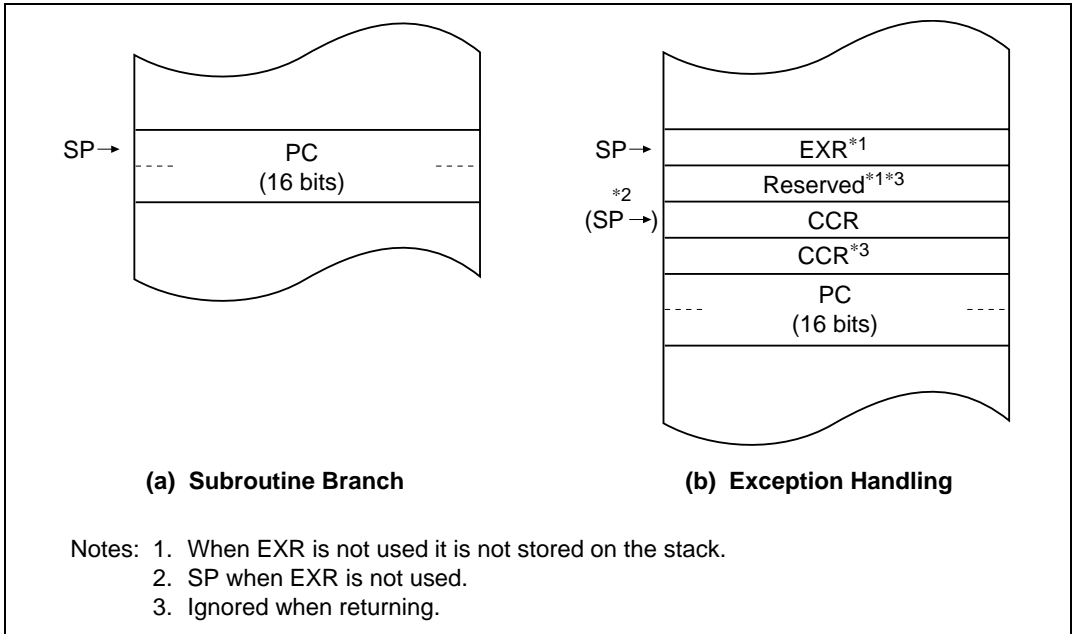 SP→
PC
(16 bits)
(a) Subroutine Branch
SP→
EXR*1
Reserved*1*3
*2
(SP→)
CCR
CCR*3
PC
(16 bits)
(b) Exception Handling
Notes: 1. When EXR is not used it is not stored on the stack.
2. SP when EXR is not used.
3. Ignored when returning.